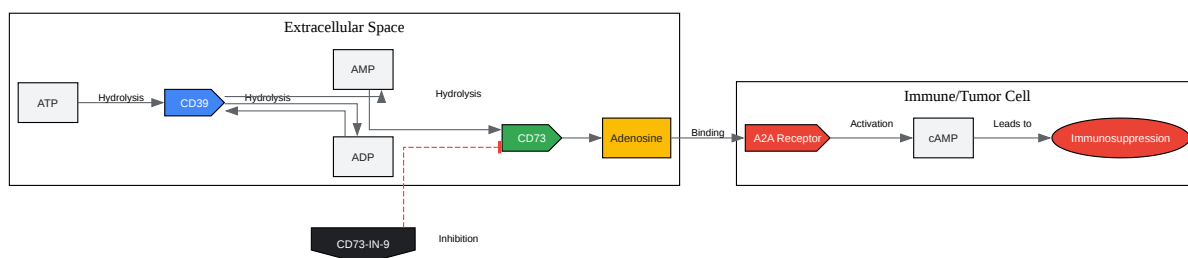 Extracellular Space
ATP
Hydrolysis
CD39
Hydrolysis
AMP
ADP
Hydrolysis
CD73
Adenosine
Binding
Immune/Tumor Cell
A2A Receptor
Activation
cAMP
Leads to
Immunosuppression
CD73-IN-9
Inhibition